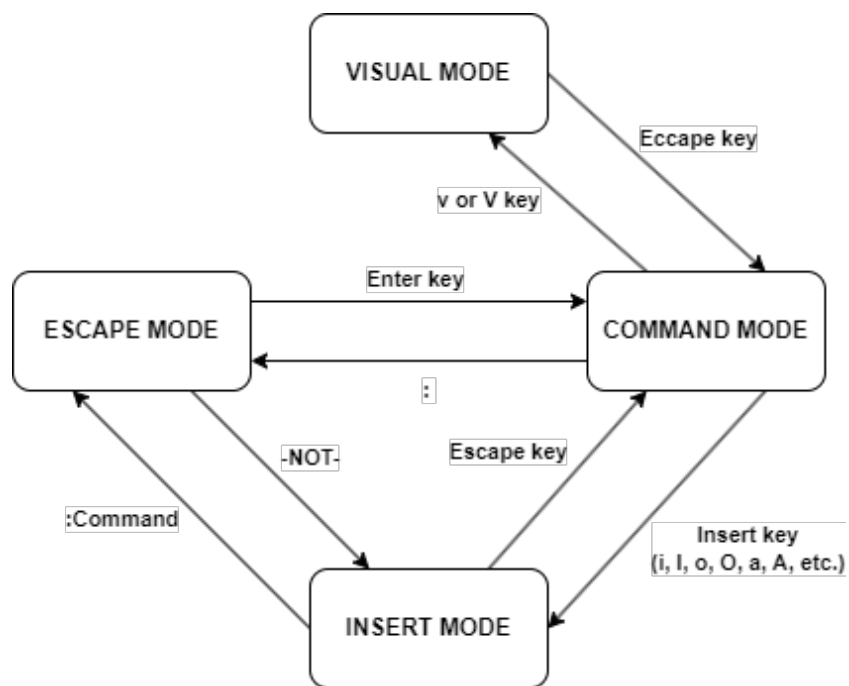 VISUAL MODE
Eccape key
v or V key
Enter key
ESCAPE MODE
COMMAND MODE
:
-NOT-
Escape key
:Command
Insert key
(i, I, o, O, a, A, etc.)
INSERT MODE